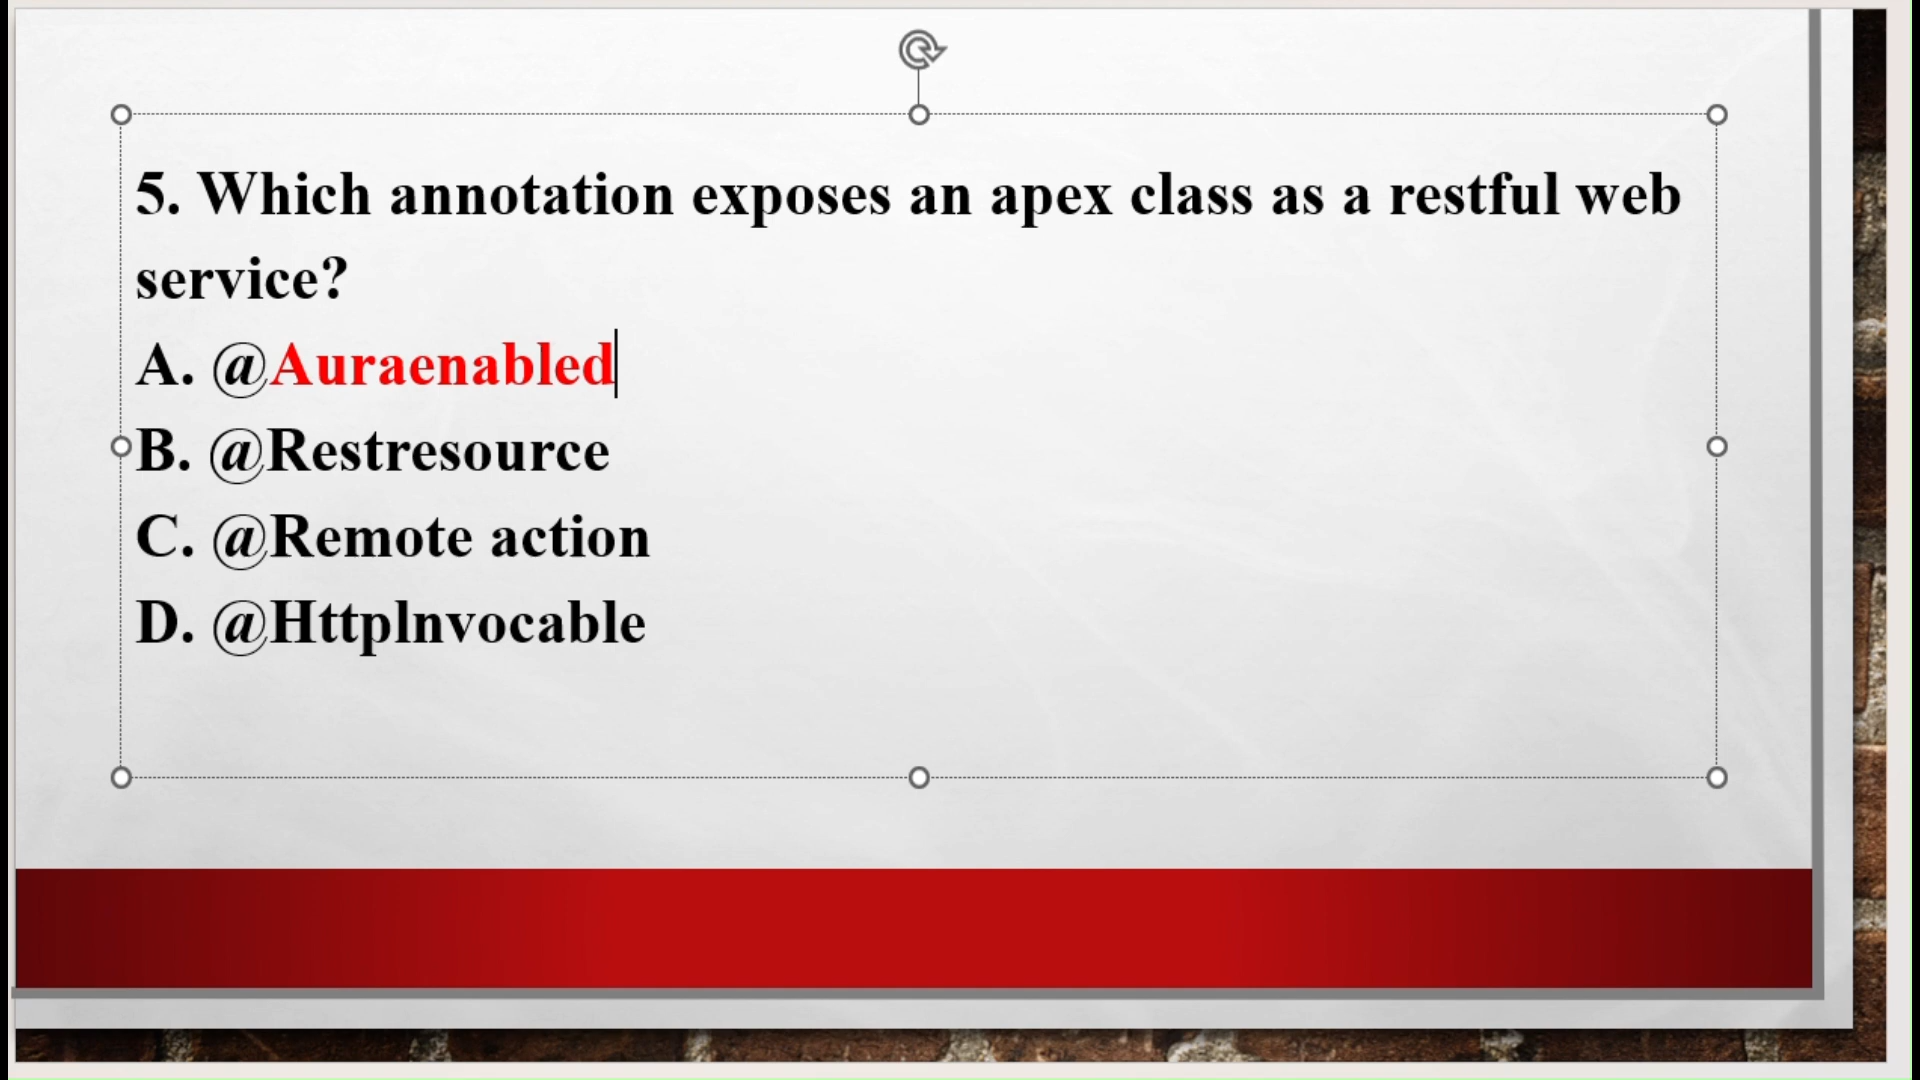 5. Which annotation exposes an apex class as a restful web
service?
A. @Auraenabled
B. @Restresource
C. @Remote action
D. @Httplnvocable